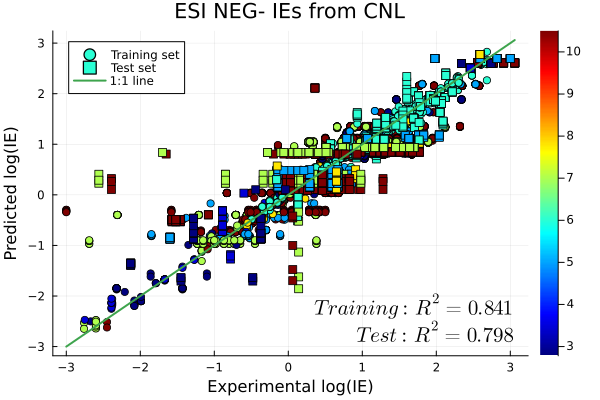 ESI NEG- IEs from CNL
Training set
Test set
1:1 line
Predicted log(IE)
3
2
1
0
−1
−2
−3
−3
−2
−1
0
1
2
3
Experimental log(IE)
Training: R² = 0.841
Test: R² = 0.798
10
9
8
7
6
5
4
3